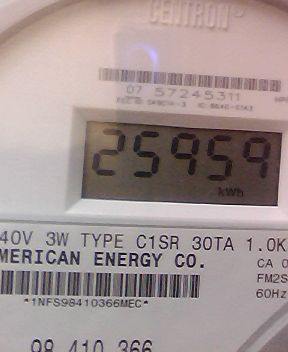 CENTRON®
07 57245311
25959
kWh
40V 3W TYPE C1SR 30TA 1.0K
MERICAN ENERGY CO.
CA 0
FM2S
60Hz
*1NFS98410366MEC*
98 410 366